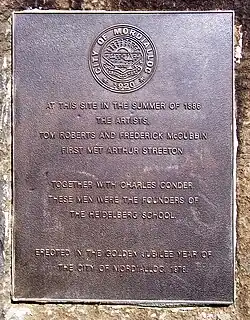 CITY OF MORDIALLOC
AT THIS SITE IN THE SUMMER OF 1886
THE ARTISTS,
TOM ROBERTS AND FREDERICK McCUBBIN
FIRST MET ARTHUR STREETON
TOGETHER WITH CHARLES CONDER
THESE MEN WERE THE FOUNDERS OF
THE HEIDELBERG SCHOOL
ERECTED IN THE GOLDEN JUBILEE YEAR OF
THE CITY OF MORDIALLOC 1976